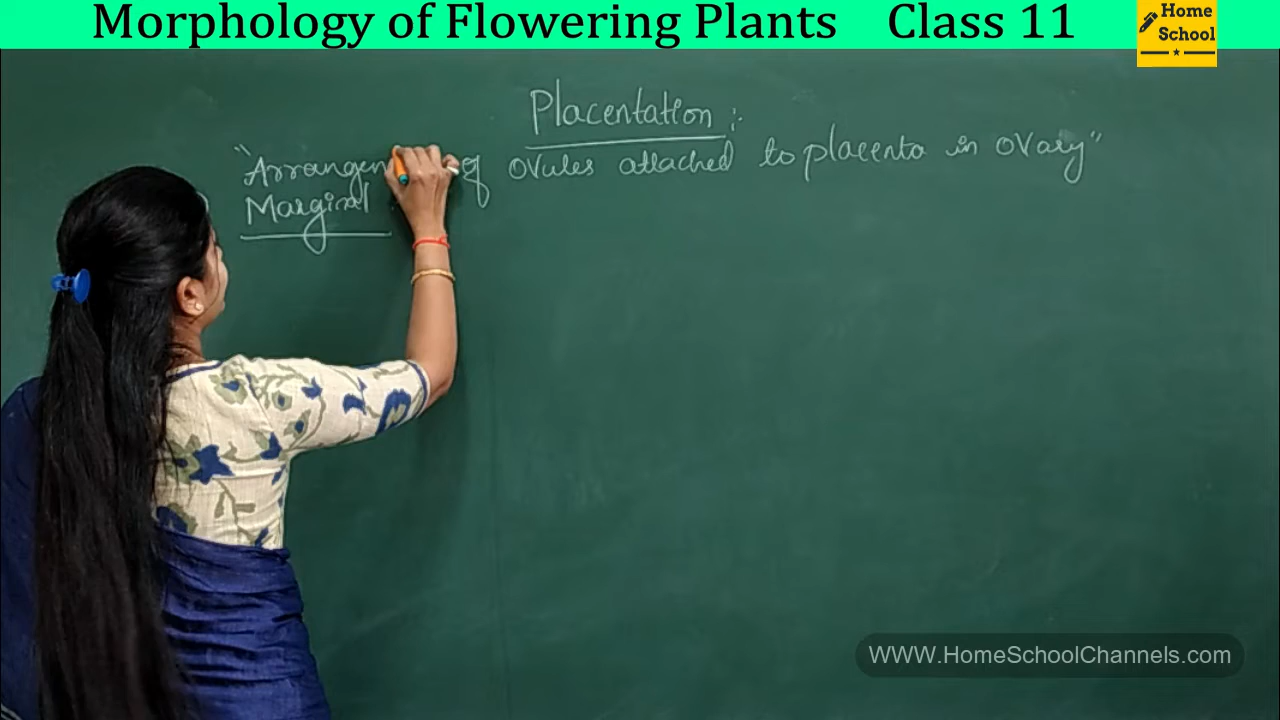 Morphology of Flowering Plants Class 11
Home
School
Placentation :-
"Arrangem of ovules attached to placenta in ovary"
Marginal
WWW.HomeSchoolChannels.com